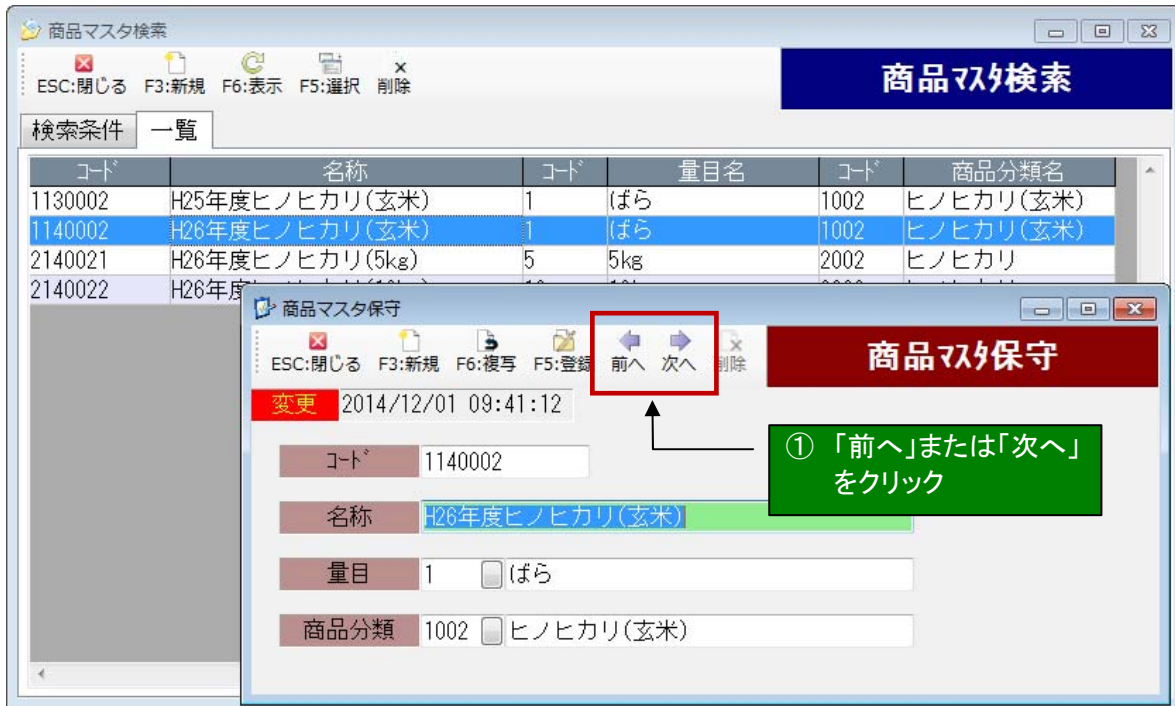 商品マスタ検索
ESC:閉じる F3:新規 F6:表示 F5:選択 削除
商品ﾏｽﾀ検索
検索条件 一覧
ｺｰﾄﾞ 名称 ｺｰﾄﾞ 量目名 ｺｰﾄﾞ 商品分類名
1130002 H25年度ヒノヒカリ(玄米) 1 ばら 1002 ヒノヒカリ(玄米)
1140002 H26年度ヒノヒカリ(玄米) 1 ばら 1002 ヒノヒカリ(玄米)
2140021 H26年度ヒノヒカリ(5kg) 5 5kg 2002 ヒノヒカリ
2140022 H26年度
商品マスタ保守
ESC:閉じる F3:新規 F6:複写 F5:登録 前へ 次へ 削除
商品ﾏｽﾀ保守
変更 2014/12/01 09:41:12
① 「前へ」または「次へ」
をクリック
ｺｰﾄﾞ 1140002
名称 H26年度ヒノヒカリ(玄米)
量目 1 ばら
商品分類 1002 ヒノヒカリ(玄米)